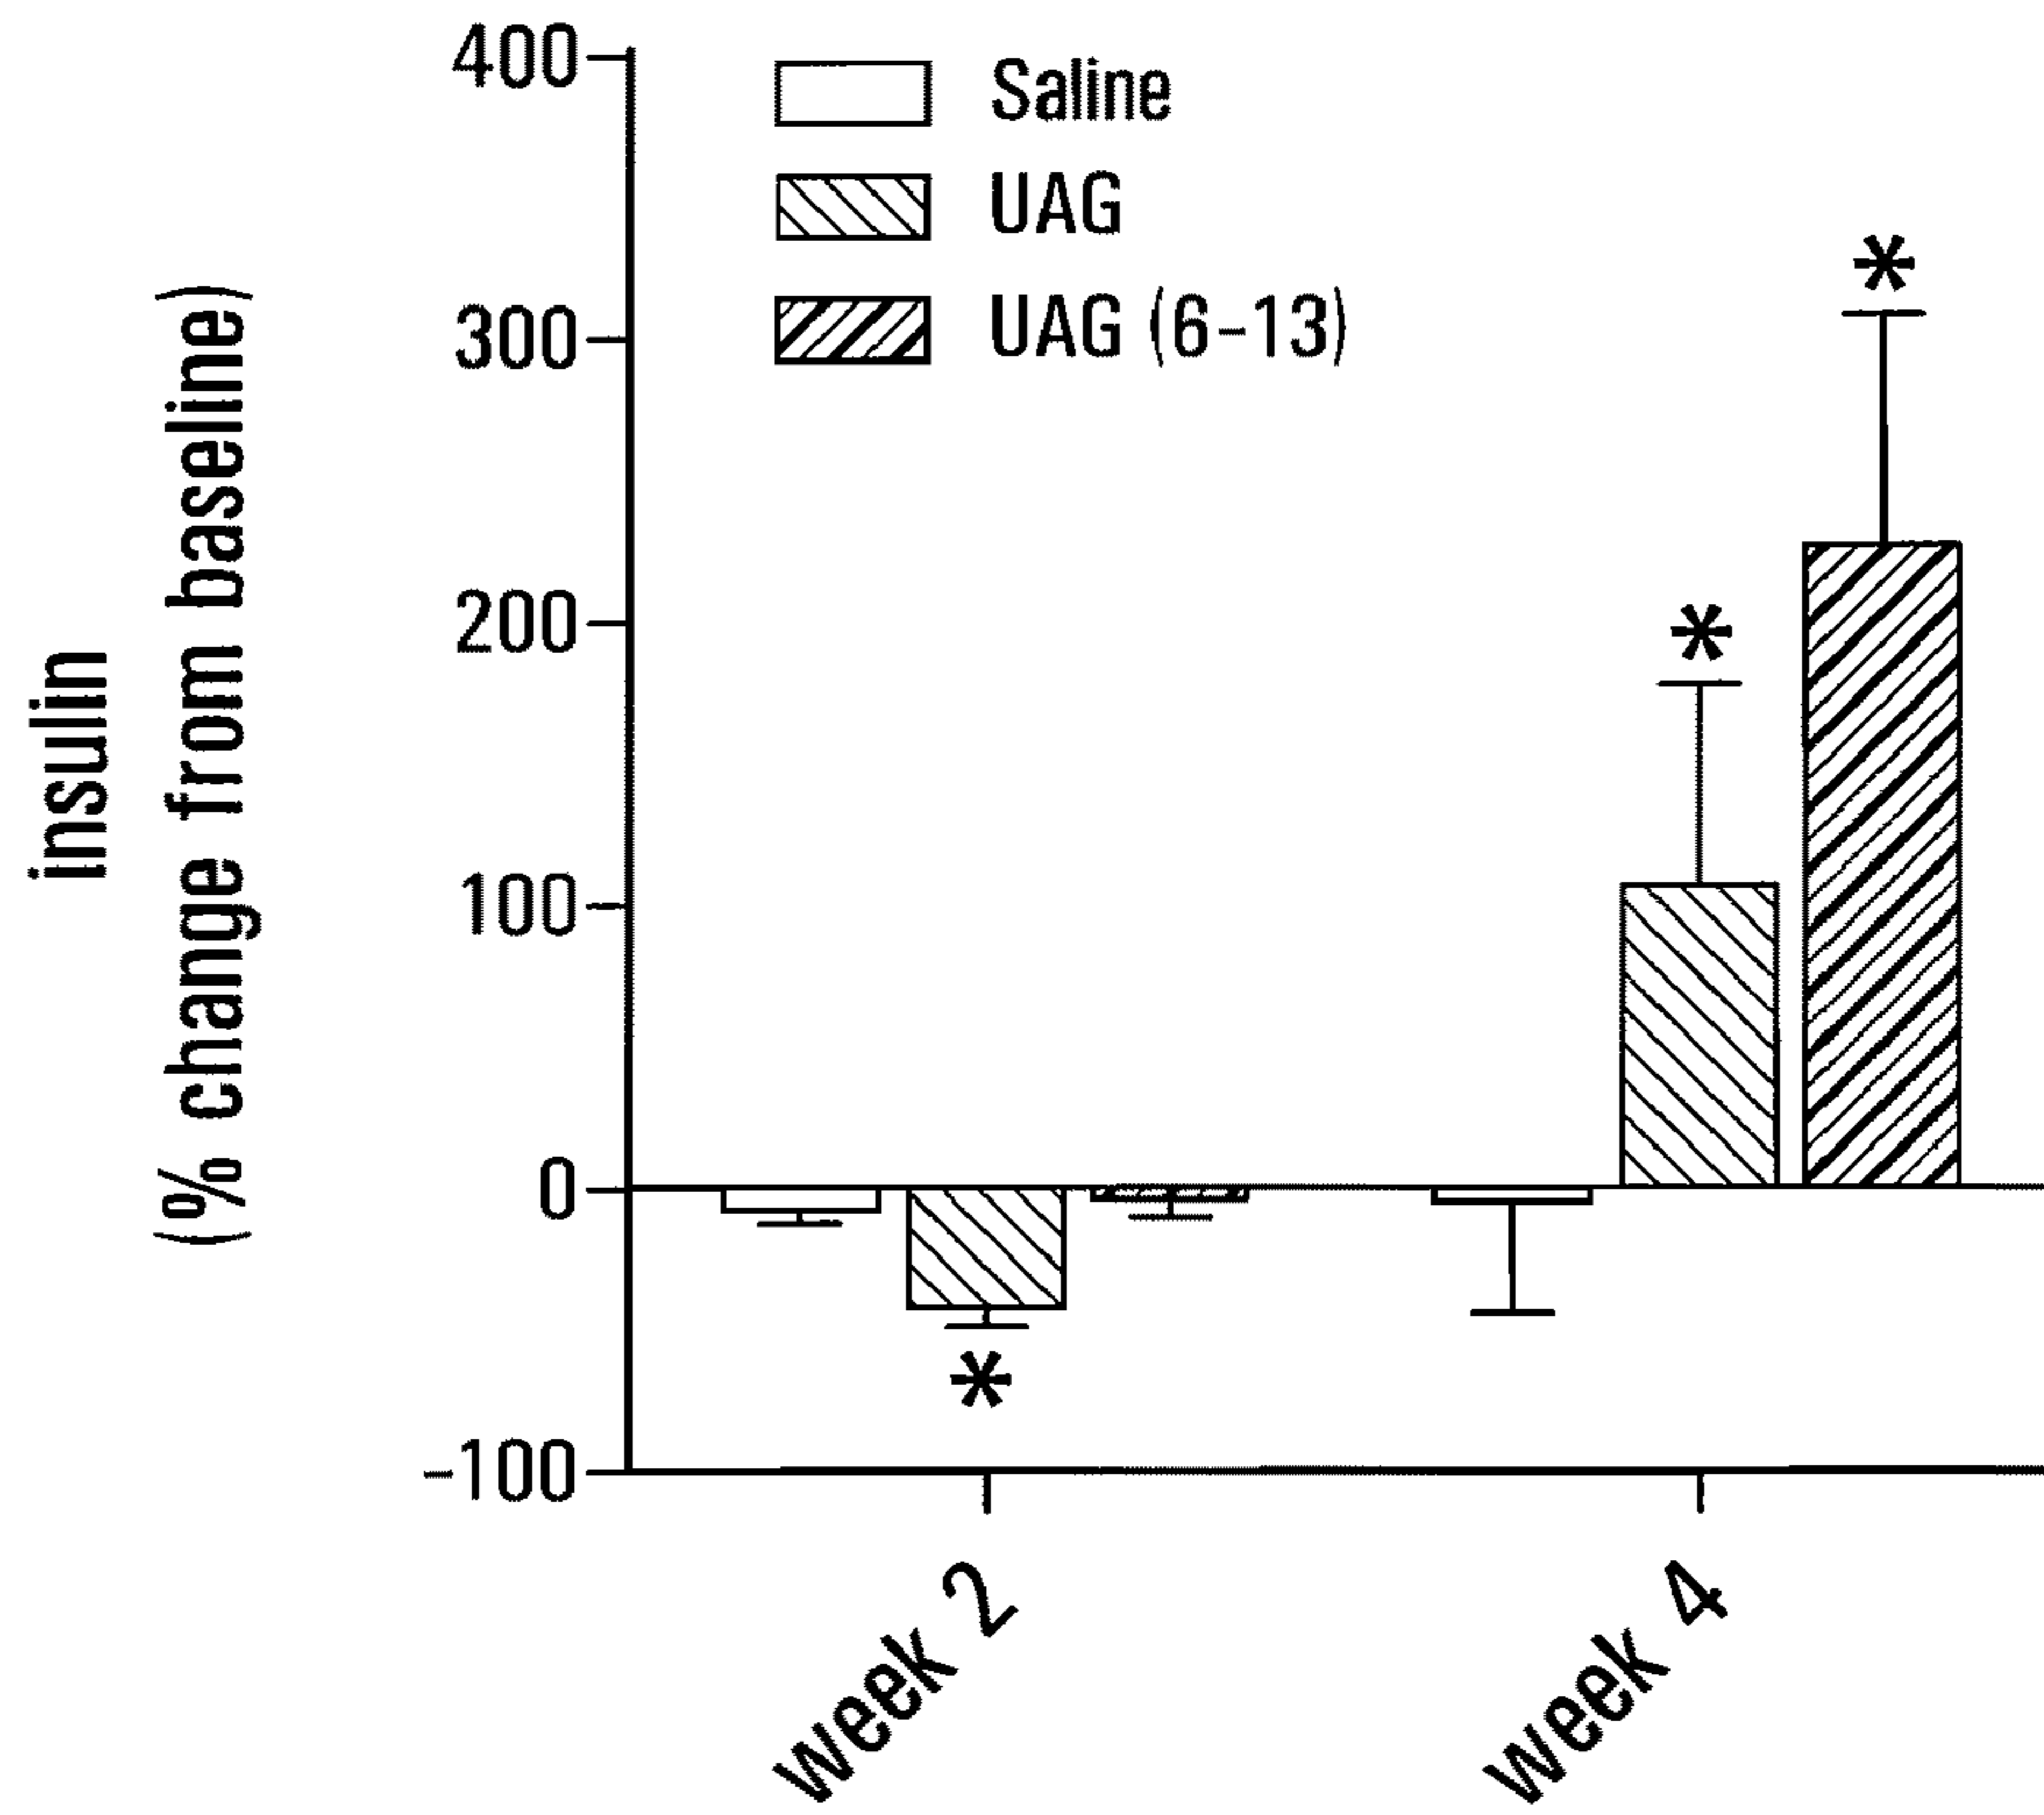 insulin
(% change from baseline)
400
300
200
100
0
-100
Saline
UAG
UAG (6-13)
*
*
*
week 2
week 4